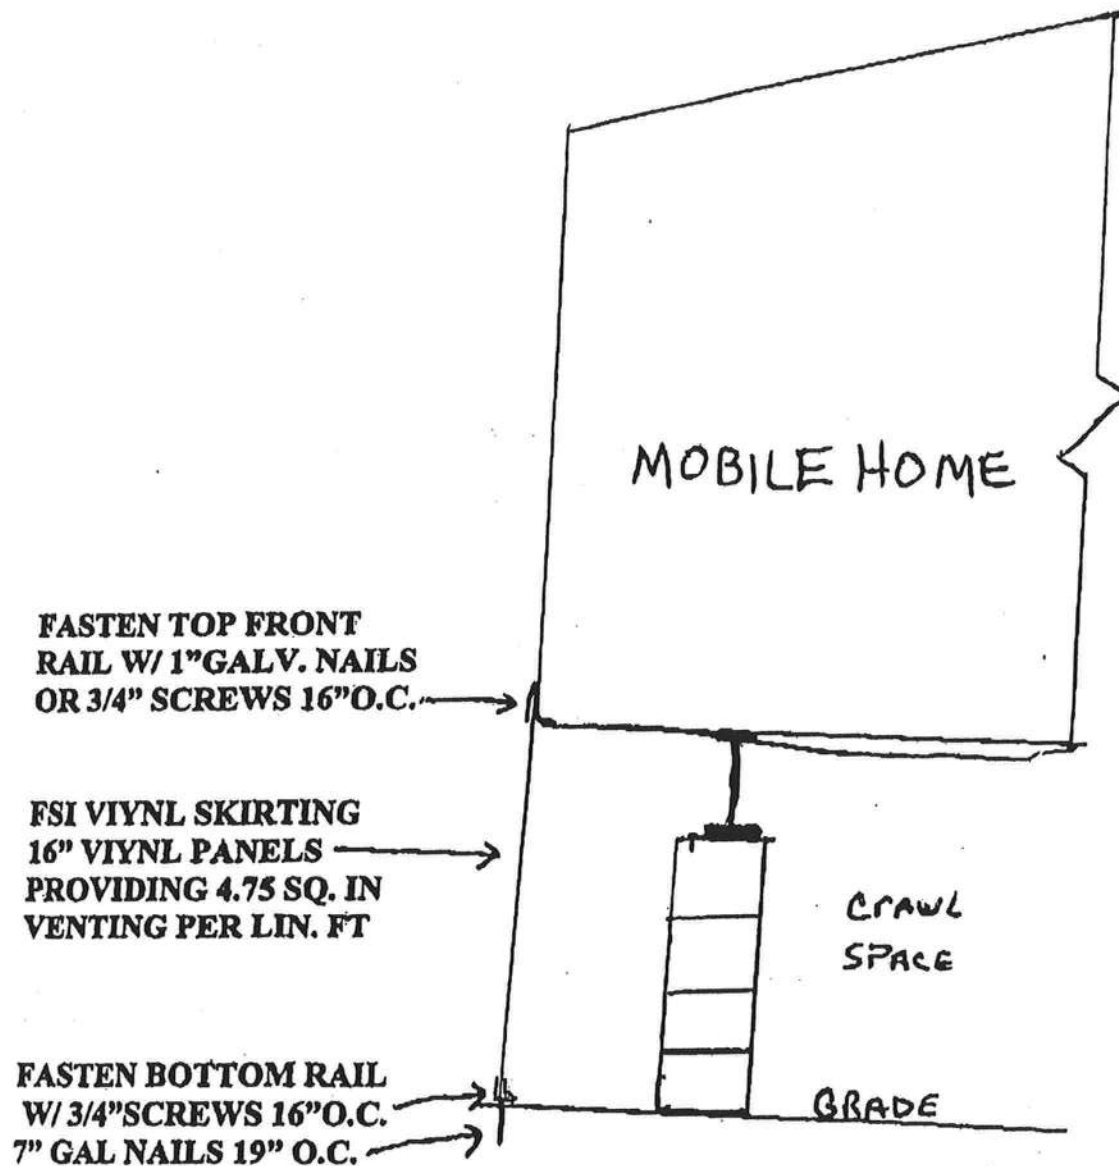 MOBILE HOME
FASTEN TOP FRONT
RAIL W/ 1”GALV. NAILS
OR 3/4” SCREWS 16”O.C.
FSI VIYNL SKIRTING
16” VIYNL PANELS
PROVIDING 4.75 SQ. IN
VENTING PER LIN. FT
CRAWL
SPACE
FASTEN BOTTOM RAIL
W/ 3/4”SCREWS 16”O.C.
7” GAL NAILS 19” O.C.
GRADE